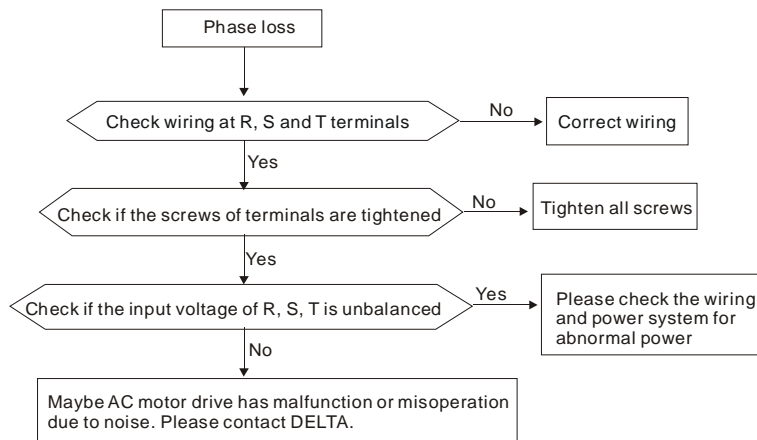 Phase loss
Check wiring at R, S and T terminals
No
Correct wiring
Yes
Check if the screws of terminals are tightened
No
Tighten all screws
Yes
Check if the input voltage of R, S, T is unbalanced
Yes
Please check the wiring
and power system for
abnormal power
No
Maybe AC motor drive has malfunction or misoperation
due to noise. Please contact DELTA.